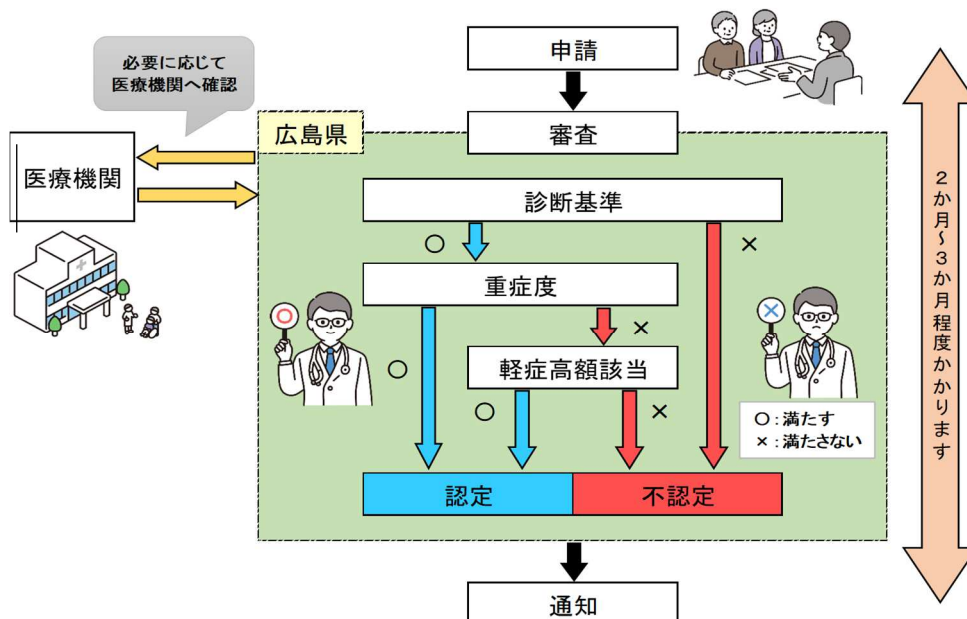 申請
必要に応じて
医療機関へ確認
広島県
審査
医療機関
診断基準
○
×
重症度
○
×
軽症高額該当
○
×
○:満たす
×:満たさない
認定
不認定
通知
2か月~3か月程度かかります